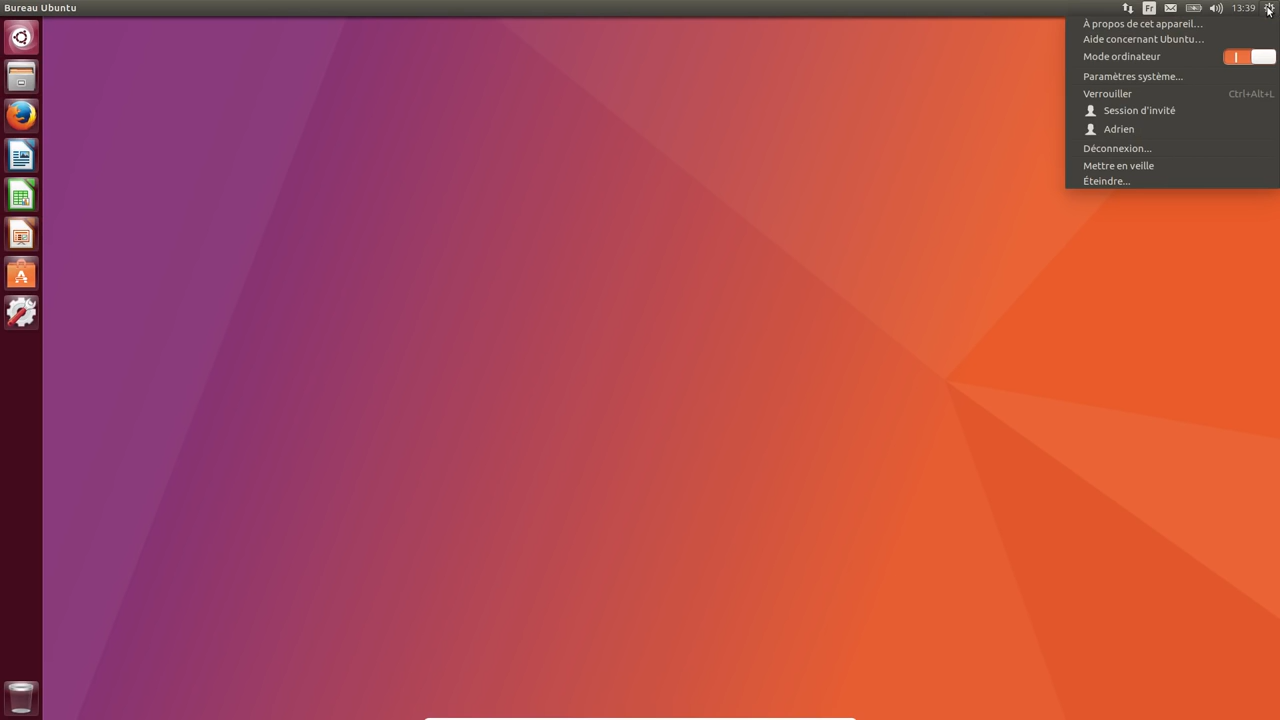 Bureau Ubuntu
Fr
13:39
À propos de cet appareil…
Aide concernant Ubuntu…
Mode ordinateur
Paramètres système…
Verrouiller Ctrl+Alt+L
Session d'invité
Adrien
Déconnexion…
Mettre en veille
Éteindre…